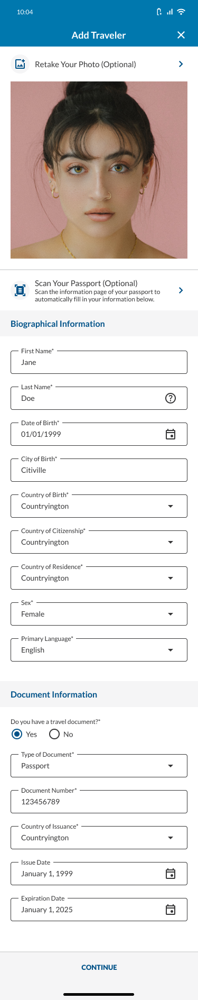 10:04
Add Traveler
Retake Your Photo (Optional)
Scan Your Passport (Optional)
Scan the information page of your passport to
automatically fill in your information below.
Biographical Information
First Name*
Jane
Last Name*
Doe
Date of Birth*
01/01/1999
City of Birth*
Citiville
Country of Birth*
Countryington
Country of Citizenship*
Countryington
Country of Residence*
Countryington
Sex*
Female
Primary Language*
English
Document Information
Do you have a travel document?*
Yes No
Type of Document*
Passport
Document Number*
123456789
Country of Issuance*
Countryington
Issue Date
January 1, 1999
Expiration Date
January 1, 2025
CONTINUE